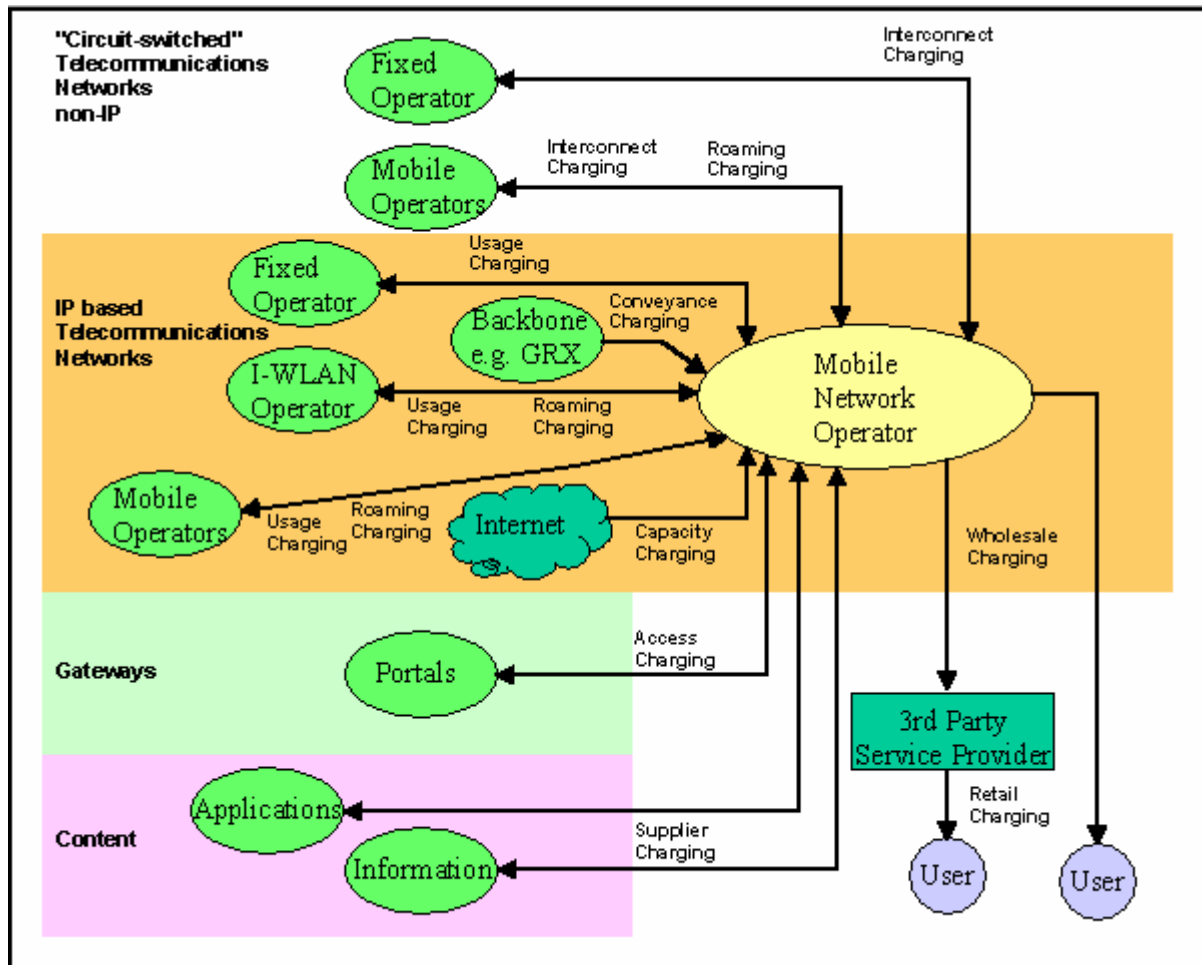 "Circuit-switched"
Telecommunications
Networks
non-IP
Fixed
Operator
Interconnect
Charging
Mobile
Operators
Interconnect
Charging
Roaming
Charging
IP based
Telecommunications
Networks
Fixed
Operator
Usage
Charging
Backbone
e.g. GRX
Conveyance
Charging
I-WLAN
Operator
Usage
Charging
Roaming
Charging
Mobile
Network
Operator
Mobile
Operators
Usage
Charging
Roaming
Charging
Internet
Capacity
Charging
Wholesale
Charging
Gateways
Portals
Access
Charging
3rd Party
Service Provider
Content
Applications
Information
Supplier
Charging
Retail
Charging
User
User